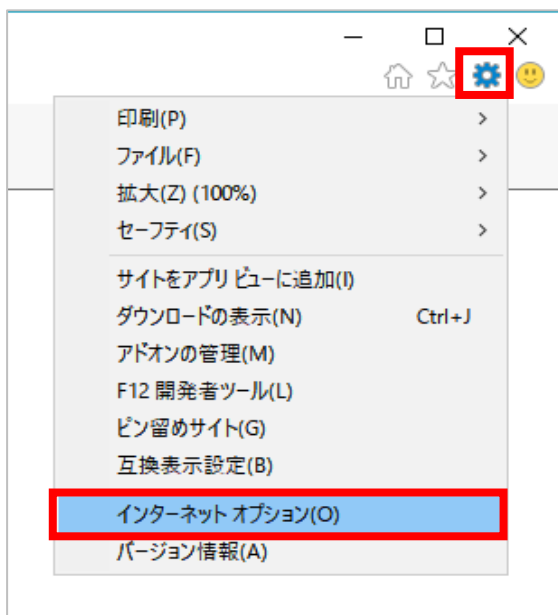 印刷(P)
ファイル(F)
拡大(Z) (100%)
セーフティ(S)
サイトをアプリ ビューに追加(I)
ダウンロードの表示(N) Ctrl+J
アドオンの管理(M)
F12 開発者ツール(L)
ピン留めサイト(G)
互換表示設定(B)
インターネット オプション(O)
バージョン情報(A)